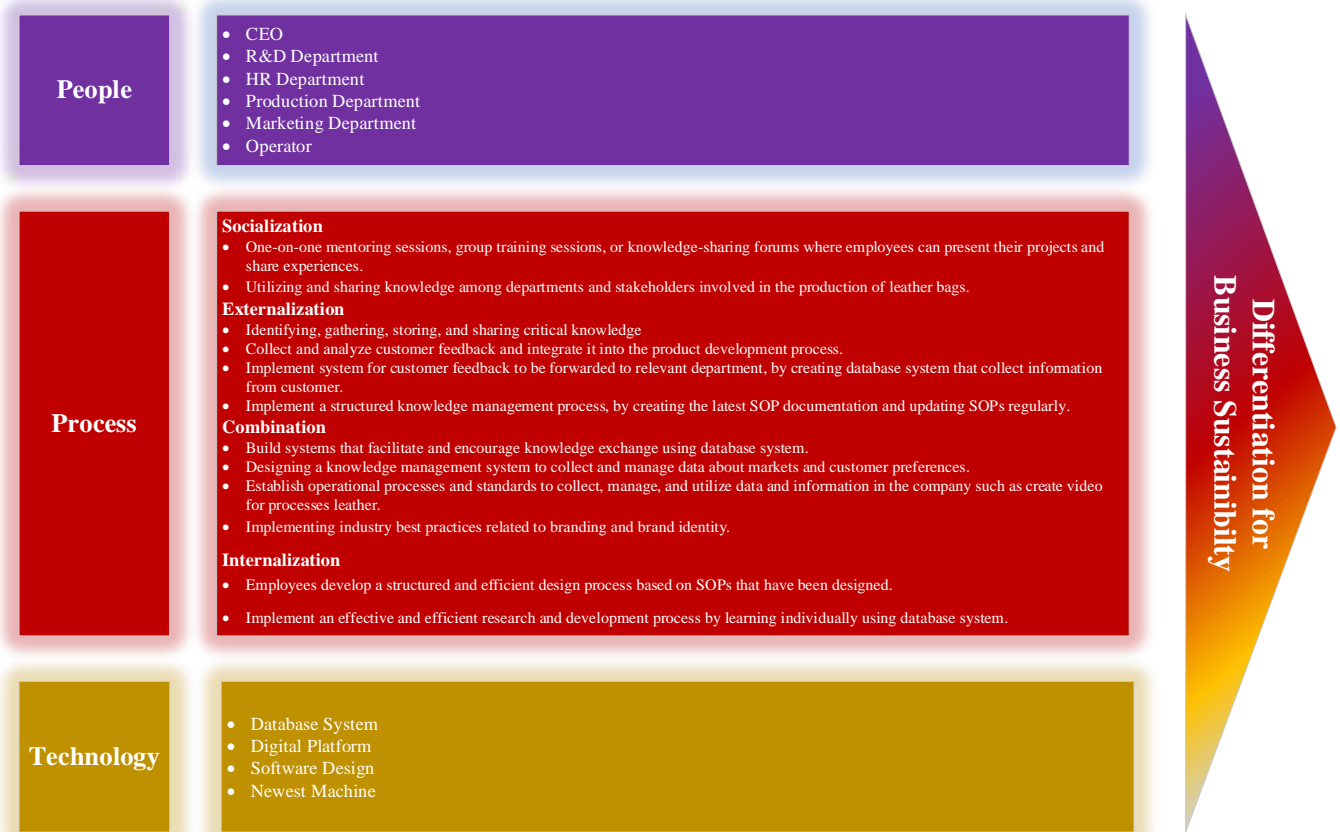 People
• CEO
• R&D Department
• HR Department
• Production Department
• Marketing Department
• Operator
Process
Socialization
• One-on-one mentoring sessions, group training sessions, or knowledge-sharing forums where employees can present their projects and
share experiences.
• Utilizing and sharing knowledge among departments and stakeholders involved in the production of leather bags.
Externalization
• Identifying, gathering, storing, and sharing critical knowledge
• Collect and analyze customer feedback and integrate it into the product development process.
• Implement system for customer feedback to be forwarded to relevant department, by creating database system that collect information
from customer.
• Implement a structured knowledge management process, by creating the latest SOP documentation and updating SOPs regularly.
Combination
• Build systems that facilitate and encourage knowledge exchange using database system.
• Designing a knowledge management system to collect and manage data about markets and customer preferences.
• Establish operational processes and standards to collect, manage, and utilize data and information in the company such as create video
for processes leather.
• Implementing industry best practices related to branding and brand identity.
Internalization
• Employees develop a structured and efficient design process based on SOPs that have been designed.
• Implement an effective and efficient research and development process by learning individually using database system.
Technology
• Database System
• Digital Platform
• Software Design
• Newest Machine
Differentiation for
Business Sustainibilty